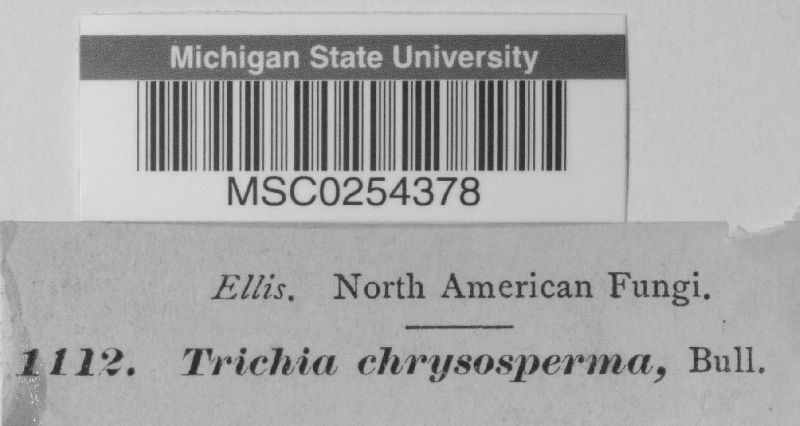 Michigan State University
MSC0254378
Ellis. North American Fungi.
1112. Trichia chrysosperma, Bull.